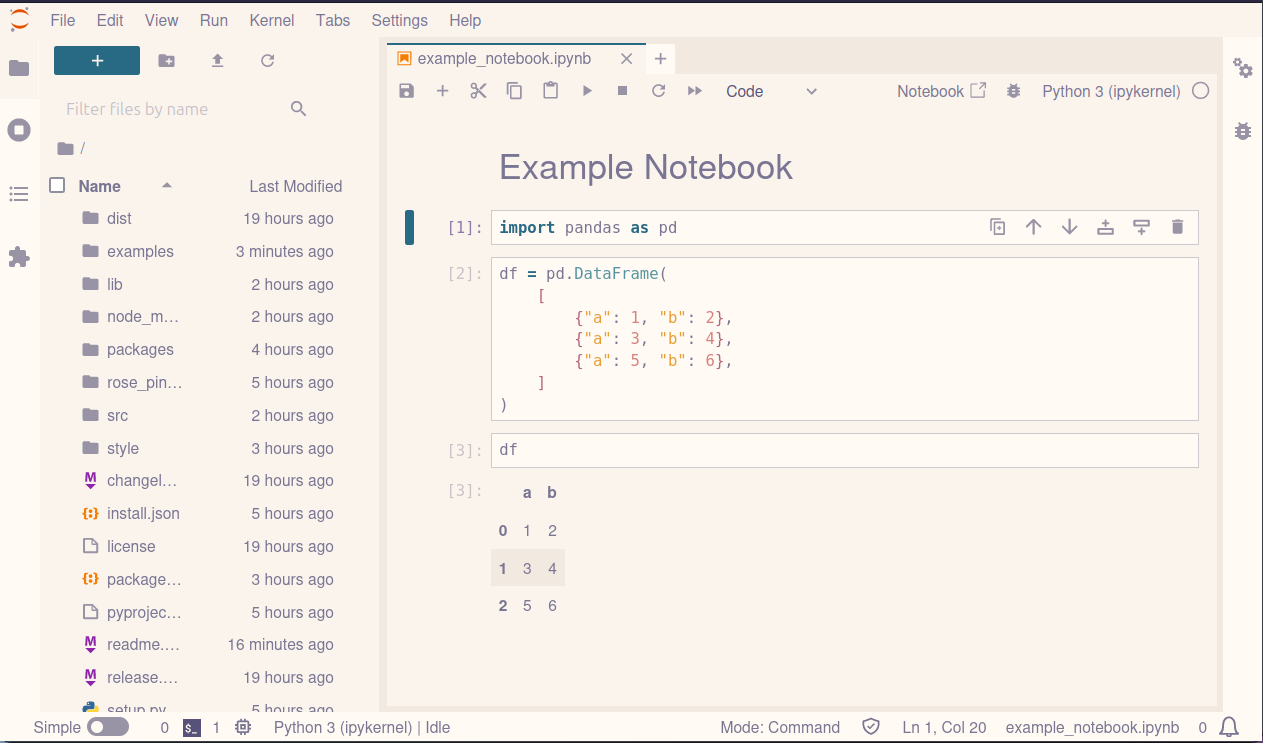 File Edit View Run Kernel Tabs Settings Help
example_notebook.ipynb
Code Notebook Python 3 (ipykernel)
Filter files by name
/
Name Last Modified
dist 19 hours ago
examples 3 minutes ago
lib 2 hours ago
node_m… 2 hours ago
packages 4 hours ago
rose_pin… 5 hours ago
src 2 hours ago
style 3 hours ago
changel… 19 hours ago
install.json 5 hours ago
license 19 hours ago
package… 3 hours ago
pyprojec… 5 hours ago
readme.… 16 minutes ago
release.… 19 hours ago
setup.py 5 hours ago
Example Notebook
[1]: import pandas as pd
[2]: df = pd.DataFrame(
[
{"a": 1, "b": 2},
{"a": 3, "b": 4},
{"a": 5, "b": 6},
]
)
[3]: df
[3]: a b
0 1 2
1 3 4
2 5 6
Simple 0 $_ 1 Python 3 (ipykernel) | Idle Mode: Command Ln 1, Col 20 example_notebook.ipynb 0